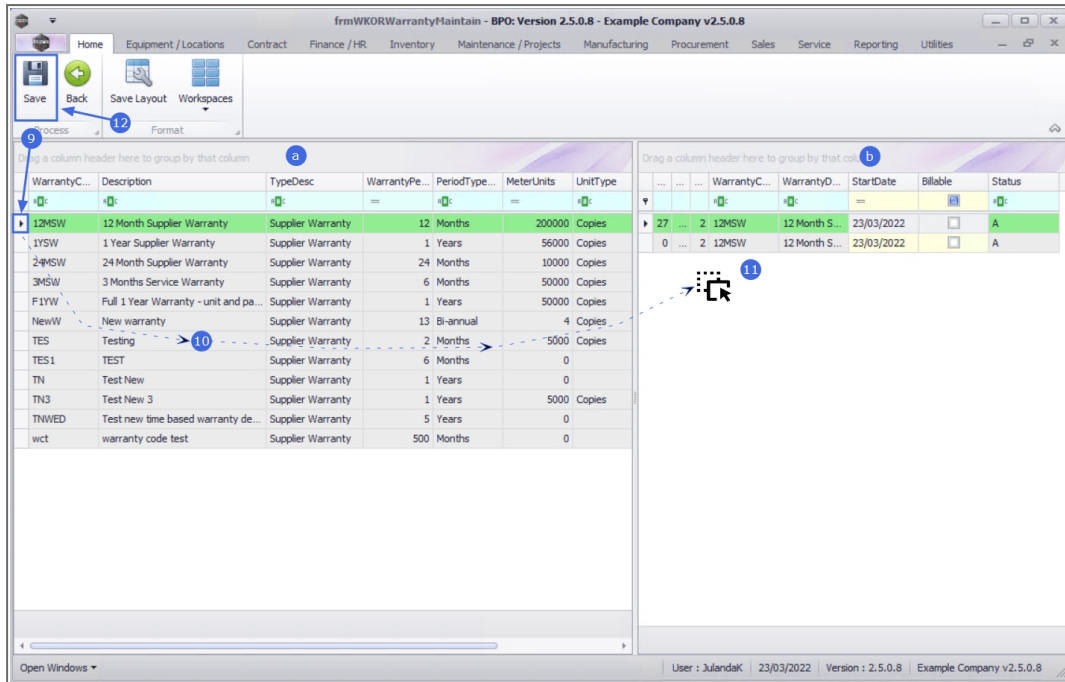 frmWKORWarrantyMaintain - BPO: Version 2.5.0.8 - Example Company v2.5.0.8
Home Equipment / Locations Contract Finance / HR Inventory Maintenance / Projects Manufacturing Procurement Sales Service Reporting Utilities
Save Back Save Layout Workspaces
12
Process Format
9
Drag a column header here to group by that column a
WarrantyC... Description TypeDesc WarrantyPe... PeriodType... MeterUnits UnitType
12MSW 12 Month Supplier Warranty Supplier Warranty 12 Months 200000 Copies
1YSW 1 Year Supplier Warranty Supplier Warranty 1 Years 56000 Copies
24MSW 24 Month Supplier Warranty Supplier Warranty 24 Months 10000 Copies
3MSW 3 Months Service Warranty Supplier Warranty 6 Months 50000 Copies
F1YW Full 1 Year Warranty - unit and pa... Supplier Warranty 1 Years 50000 Copies
NewW New warranty Supplier Warranty 13 Bi-annual 4 Copies
TES Testing 10 Supplier Warranty 2 Months 5000 Copies
TES1 TEST Supplier Warranty 6 Months 0
TN Test New Supplier Warranty 1 Years 0
TN3 Test New 3 Supplier Warranty 1 Years 5000 Copies
TNWED Test new time based warranty de... Supplier Warranty 5 Years 0
wct warranty code test Supplier Warranty 500 Months 0
Drag a column header here to group by that colu b
... ... ... WarrantyC... WarrantyD... StartDate Billable Status
27 ... 2 12MSW 12 Month S... 23/03/2022 A
0 ... 2 12MSW 12 Month S... 23/03/2022 A
11
Open Windows User : JulandaK 23/03/2022 Version : 2.5.0.8 Example Company v2.5.0.8